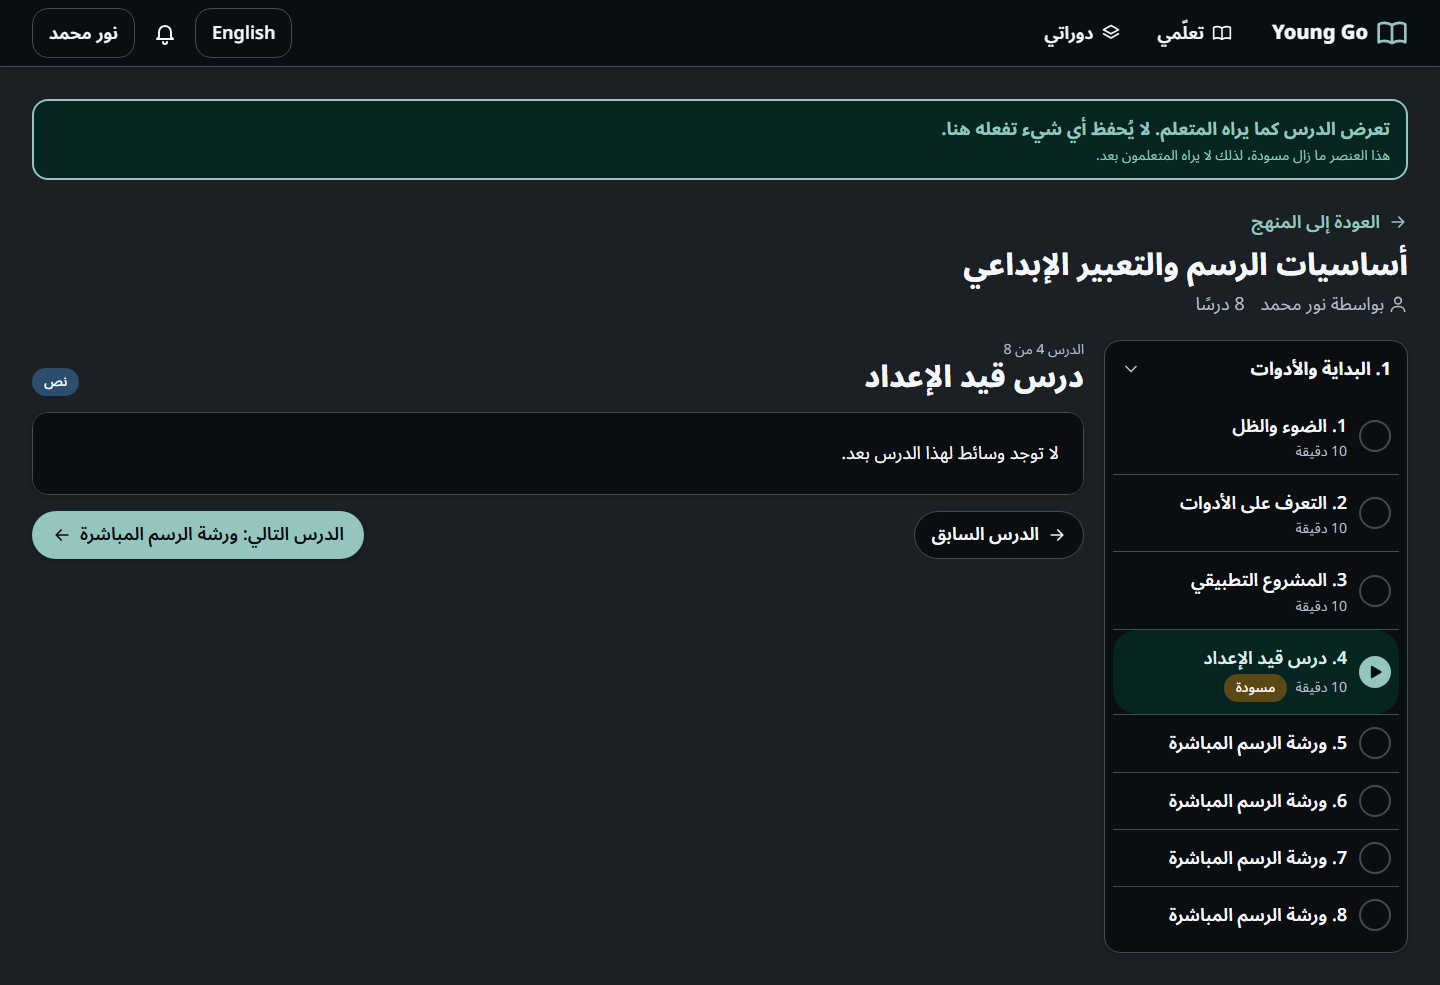 Young Go
تعلّمي
دوراتي
English
نور محمد
تعرض الدرس كما يراه المتعلم. لا يُحفظ أي شيء تفعله هنا.
هذا العنصر ما زال مسودة، لذلك لا يراه المتعلمون بعد.
العودة إلى المنهج
أساسيات الرسم والتعبير الإبداعي
بواسطة نور محمد 8 درسًا
1. البداية والأدوات
1. الضوء والظل
10 دقيقة
2. التعرف على الأدوات
10 دقيقة
3. المشروع التطبيقي
10 دقيقة
4. درس قيد الإعداد
10 دقيقة مسودة
5. ورشة الرسم المباشرة
6. ورشة الرسم المباشرة
7. ورشة الرسم المباشرة
8. ورشة الرسم المباشرة
الدرس 4 من 8
درس قيد الإعداد
نص
لا توجد وسائط لهذا الدرس بعد.
الدرس السابق
الدرس التالي: ورشة الرسم المباشرة